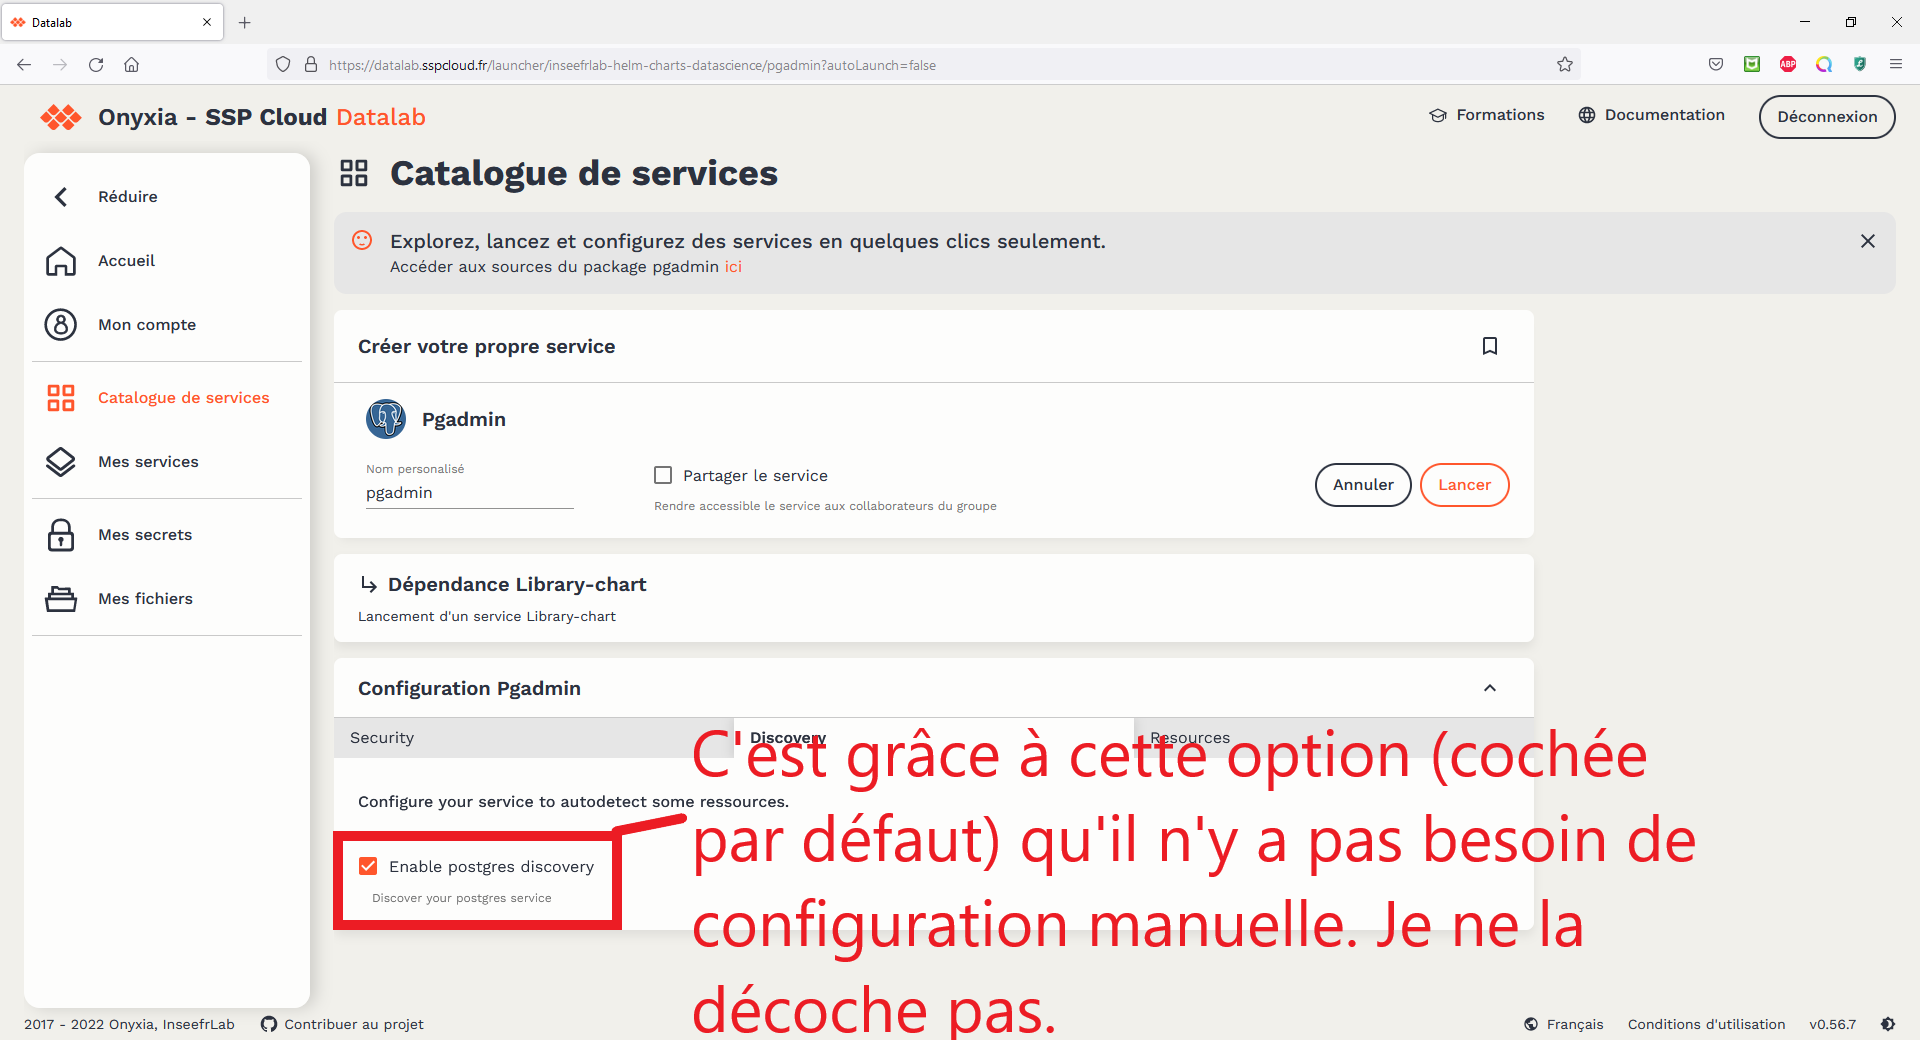 Datalab
https://datalab.sspcloud.fr/launcher/inseefrlab-helm-charts-datascience/pgadmin?autoLaunch=false
ABP
Onyxia - SSP Cloud Datalab
Formations
Documentation
Déconnexion
Réduire
Accueil
Mon compte
Catalogue de services
Mes services
Mes secrets
Mes fichiers
Catalogue de services
Explorez, lancez et configurez des services en quelques clics seulement.
Accéder aux sources du package pgadmin ici
Créer votre propre service
Pgadmin
Nom personalisé
pgadmin
Partager le service
Rendre accessible le service aux collaborateurs du groupe
Annuler
Lancer
Dépendance Library-chart
Lancement d'un service Library-chart
Configuration Pgadmin
Security
Discovery
Resources
Configure your service to autodetect some ressources.
Enable postgres discovery
Discover your postgres service
C'est grâce à cette option (cochée
par défaut) qu'il n'y a pas besoin de
configuration manuelle. Je ne la
décoche pas.
2017 - 2022 Onyxia, InseefrLab
Contribuer au projet
Français
Conditions d'utilisation
v0.56.7